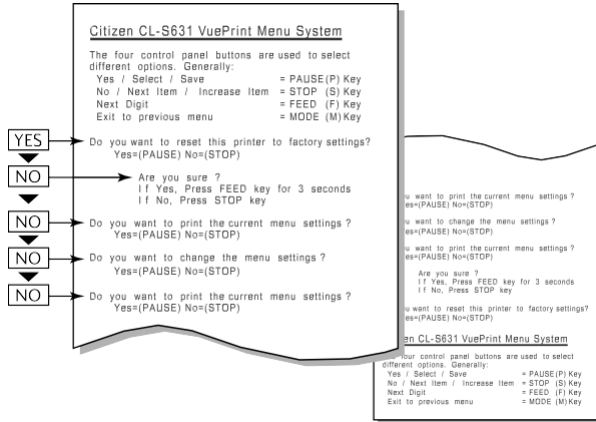 Citizen CL-S631 VuePrint Menu System
The four control panel buttons are used to select
different options. Generally:
Yes / Select / Save = PAUSE(P) Key
No / Next Item / Increase Item = STOP (S) Key
Next Digit = FEED (F) Key
Exit to previous menu = MODE (M) Key
YES
Do you want to reset this printer to factory settings?
Yes=(PAUSE) No=(STOP)
NO
Are you sure ?
If Yes, Press FEED key for 3 seconds
If No, Press STOP key
NO
Do you want to print the current menu settings ?
Yes=(PAUSE) No=(STOP)
NO
Do you want to change the menu settings ?
Yes=(PAUSE) No=(STOP)
NO
Do you want to print the current menu settings ?
Yes=(PAUSE) No=(STOP)
want to print the current menu settings ?
es=(PAUSE) No=(STOP)
want to change the menu settings ?
es=(PAUSE) No=(STOP)
want to print the current menu settings ?
es=(PAUSE) No=(STOP)
Are you sure ?
If Yes, Press FEED key for 3 seconds
If No, Press STOP key
want to reset this printer to factory settings?
es=(PAUSE) No=(STOP)
en CL-S631 VuePrint Menu System
four control panel buttons are used to select
different options. Generally:
Yes / Select / Save = PAUSE(P) Key
No / Next Item / Increase Item = STOP (S) Key
Next Digit = FEED (F) Key
Exit to previous menu = MODE (M) Key